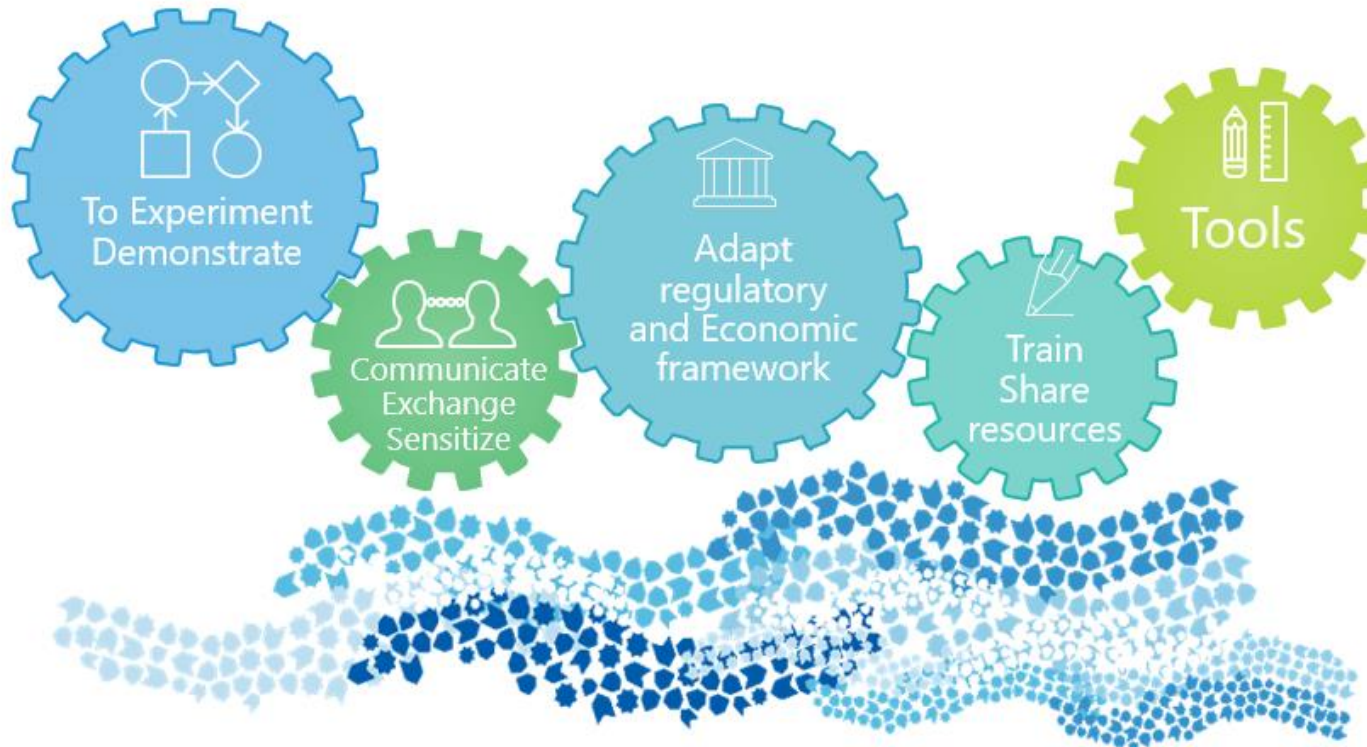 To Experiment
Demonstrate
Communicate
Exchange
Sensitize
Adapt
regulatory
and Economic
framework
Train
Share
resources
Tools